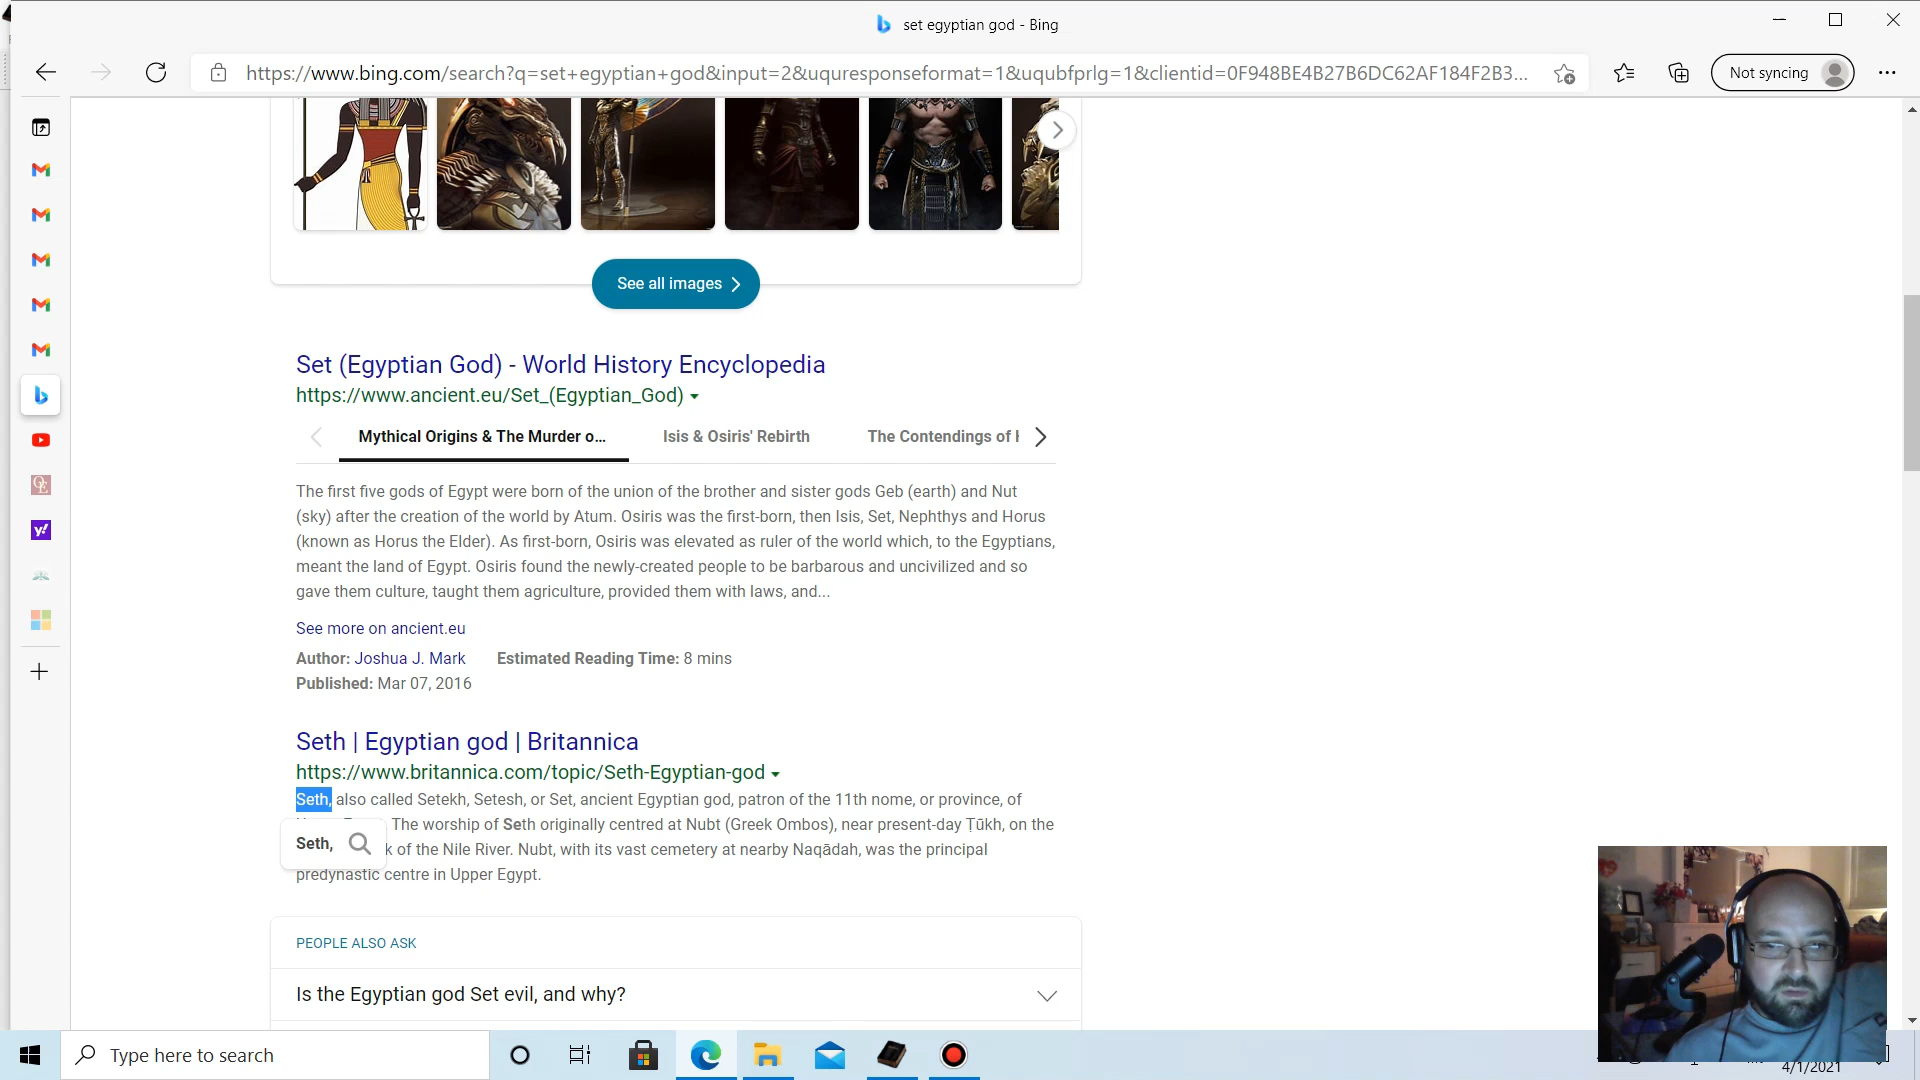 set egyptian god - Bing
https://www.bing.com/search?q=set+egyptian+god&input=2&uquresponseformat=1&uqubfprlg=1&clientid=0F948BE4B27B6DC62AF184F2B3...
Not syncing
See all images
Set (Egyptian God) - World History Encyclopedia
https://www.ancient.eu/Set_(Egyptian_God)
Mythical Origins & The Murder o... Isis & Osiris' Rebirth The Contendings of
The first five gods of Egypt were born of the union of the brother and sister gods Geb (earth) and Nut
(sky) after the creation of the world by Atum. Osiris was the first-born, then Isis, Set, Nephthys and Horus
(known as Horus the Elder). As first-born, Osiris was elevated as ruler of the world which, to the Egyptians,
meant the land of Egypt. Osiris found the newly-created people to be barbarous and uncivilized and so
gave them culture, taught them agriculture, provided them with laws, and...
See more on ancient.eu
Author: Joshua J. Mark Estimated Reading Time: 8 mins
Published: Mar 07, 2016
Seth | Egyptian god | Britannica
https://www.britannica.com/topic/Seth-Egyptian-god
Seth, also called Setekh, Setesh, or Set, ancient Egyptian god, patron of the 11th nome, or province, of
The worship of Seth originally centred at Nubt (Greek Ombos), near present-day Ṭūkh, on the
Seth, k of the Nile River. Nubt, with its vast cemetery at nearby Naqādah, was the principal
predynastic centre in Upper Egypt.
PEOPLE ALSO ASK
Is the Egyptian god Set evil, and why?
Type here to search
4/1/2021